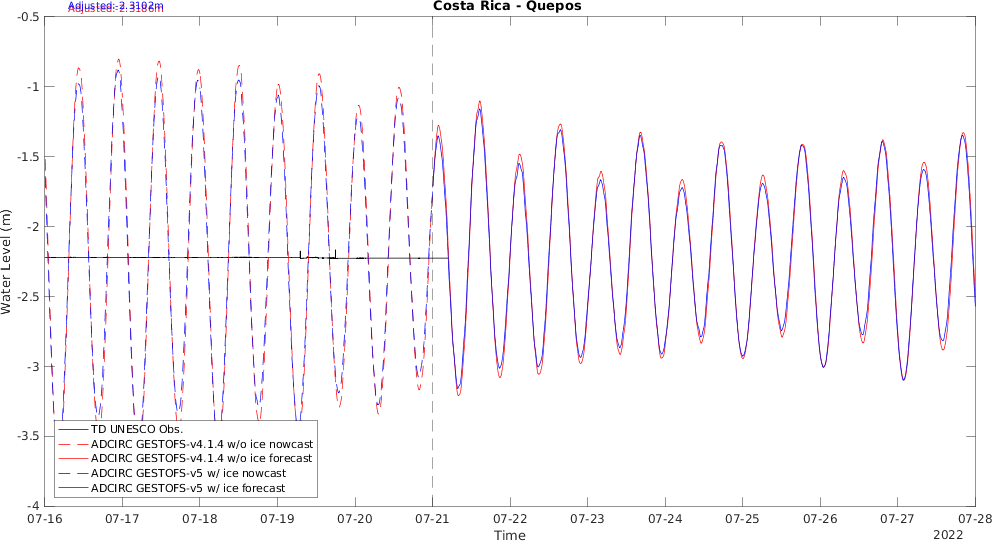 Costa Rica - Quepos
Adjusted:-2.3102m
Adjusted:-2.3186m
-0.5
-1
-1.5
-2
-2.5
-3
-3.5
-4
Water Level (m)
TD UNESCO Obs.
ADCIRC GESTOFS-v4.1.4 w/o ice nowcast
ADCIRC GESTOFS-v4.1.4 w/o ice forecast
ADCIRC GESTOFS-v5 w/ ice nowcast
ADCIRC GESTOFS-v5 w/ ice forecast
07-16 07-17 07-18 07-19 07-20 07-21 07-22 07-23 07-24 07-25 07-26 07-27 07-28
Time
2022